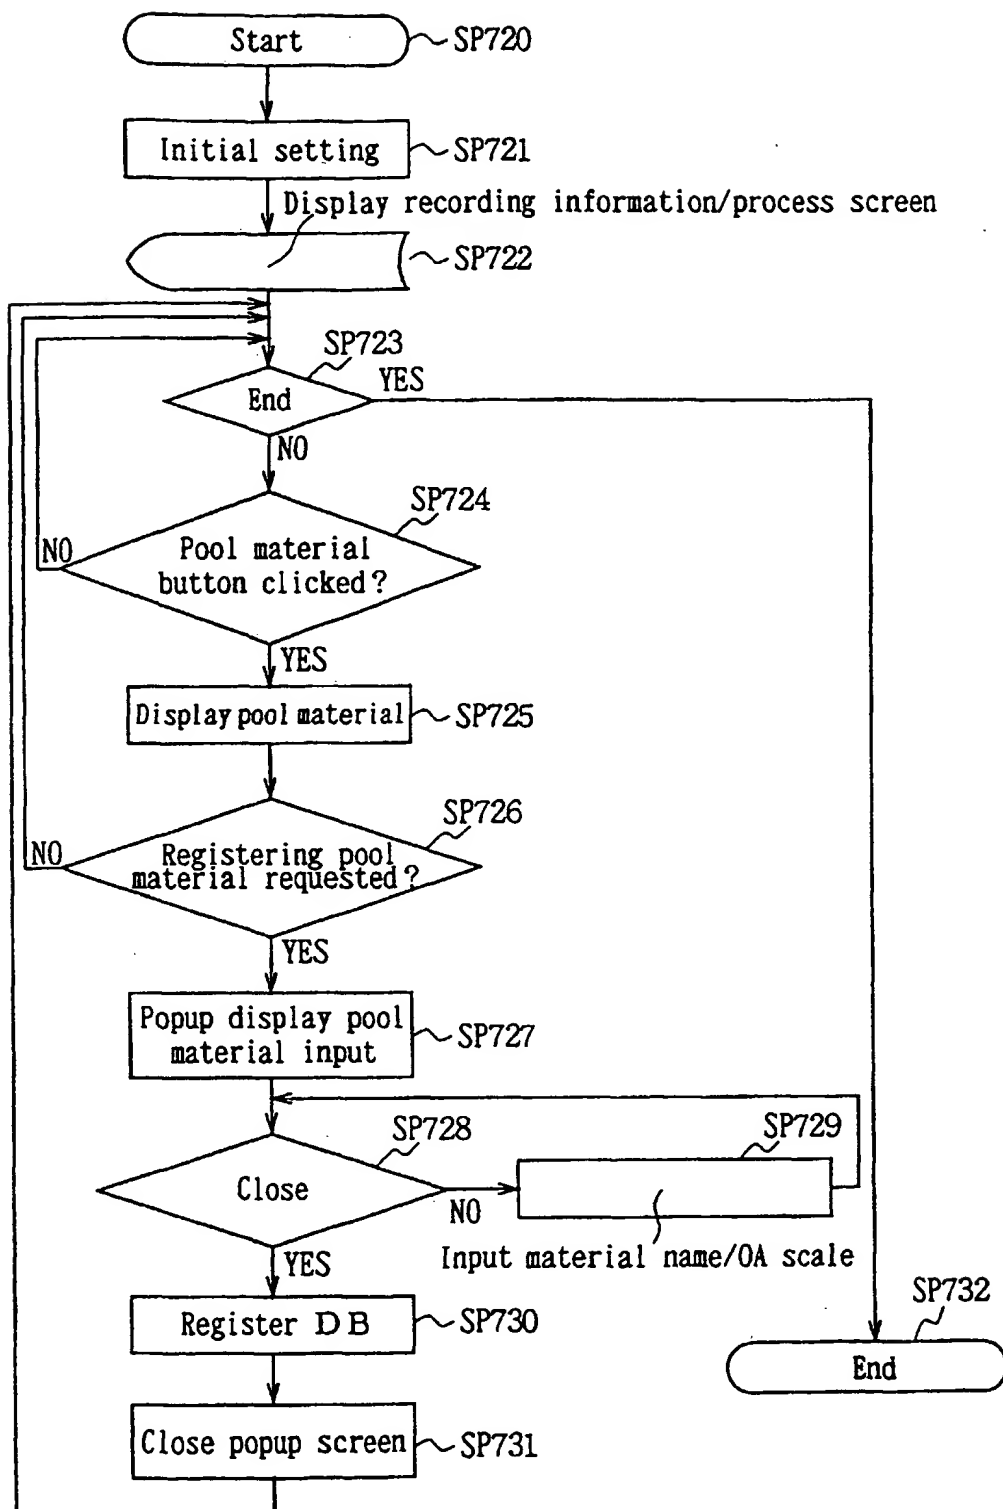 Start
SP720
Initial setting
SP721
Display recording information/process screen
SP722
SP723
End
YES
NO
SP724
Pool material
button clicked?
NO
YES
Display pool material
SP725
SP726
Registering pool
material requested?
NO
YES
Popup display pool
material input
SP727
SP728
Close
NO
SP729
Input material name/OA scale
YES
Register DB
SP730
SP732
End
Close popup screen
SP731